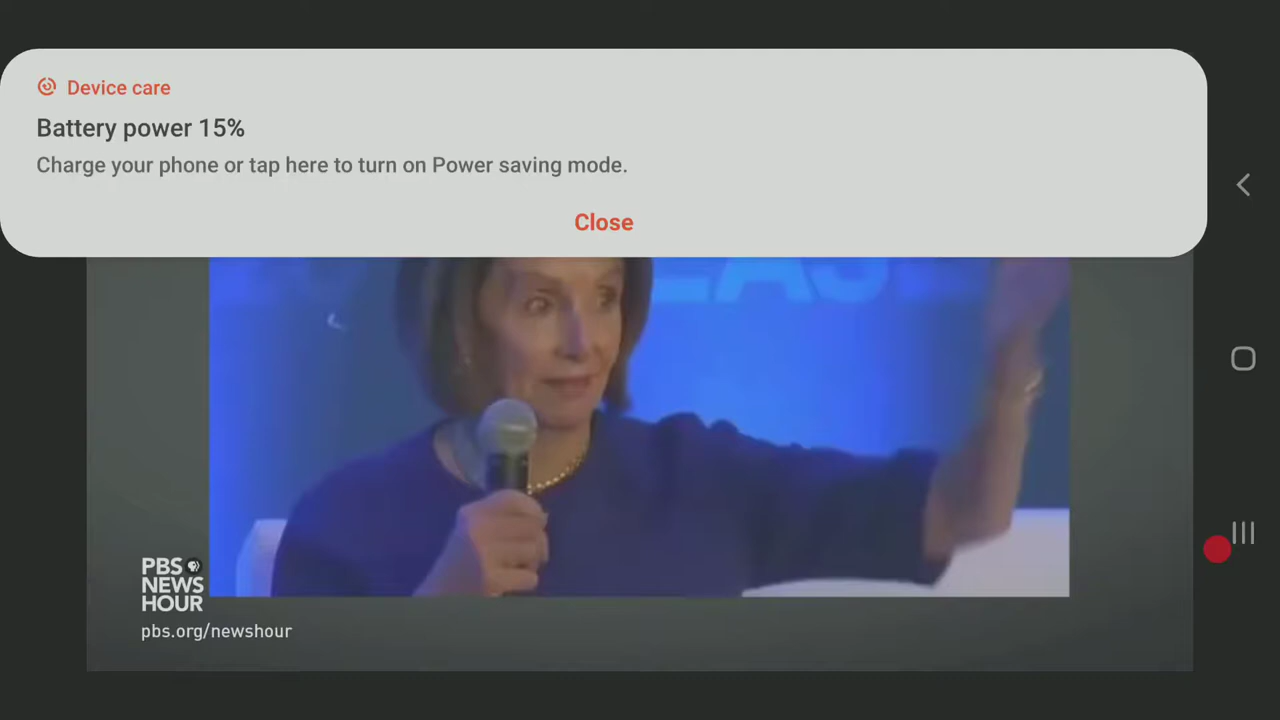 Device care
Battery power 15%
Charge your phone or tap here to turn on Power saving mode.
Close
PBS
NEWS
HOUR
pbs.org/newshour